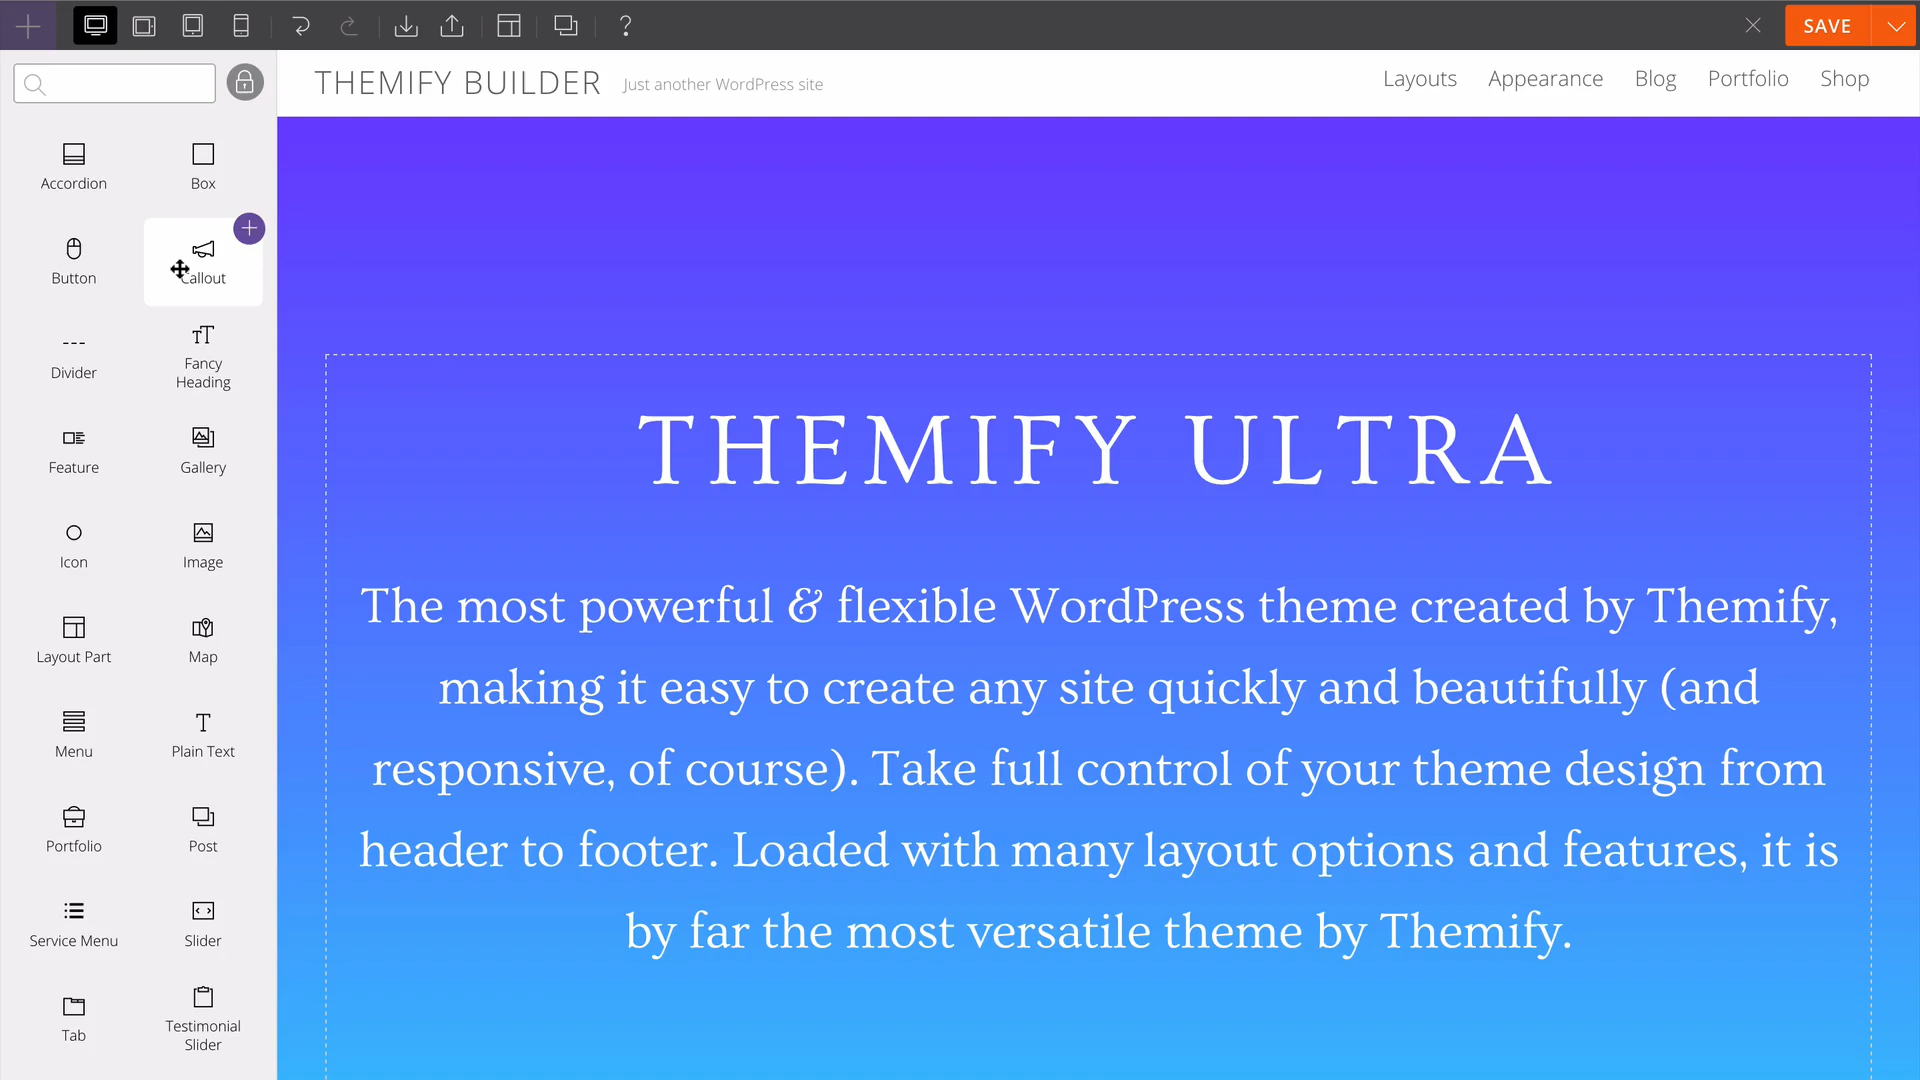 SAVE
THEMIFY BUILDER
Just another WordPress site
Layouts
Appearance
Blog
Portfolio
Shop
Accordion
Box
Button
Callout
Divider
Fancy
Heading
Feature
Gallery
Icon
Image
Layout Part
Map
Menu
Plain Text
Portfolio
Post
Service Menu
Slider
Tab
Testimonial
Slider
THEMIFY ULTRA
The most powerful & flexible WordPress theme created by Themify,
making it easy to create any site quickly and beautifully (and
responsive, of course). Take full control of your theme design from
header to footer. Loaded with many layout options and features, it is
by far the most versatile theme by Themify.